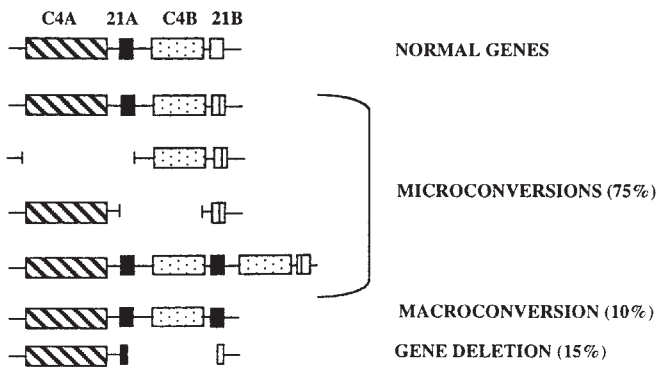 C4A 21A C4B 21B
NORMAL GENES
MICROCONVERSIONS (75%)
MACROCONVERSION (10%)
GENE DELETION (15%)